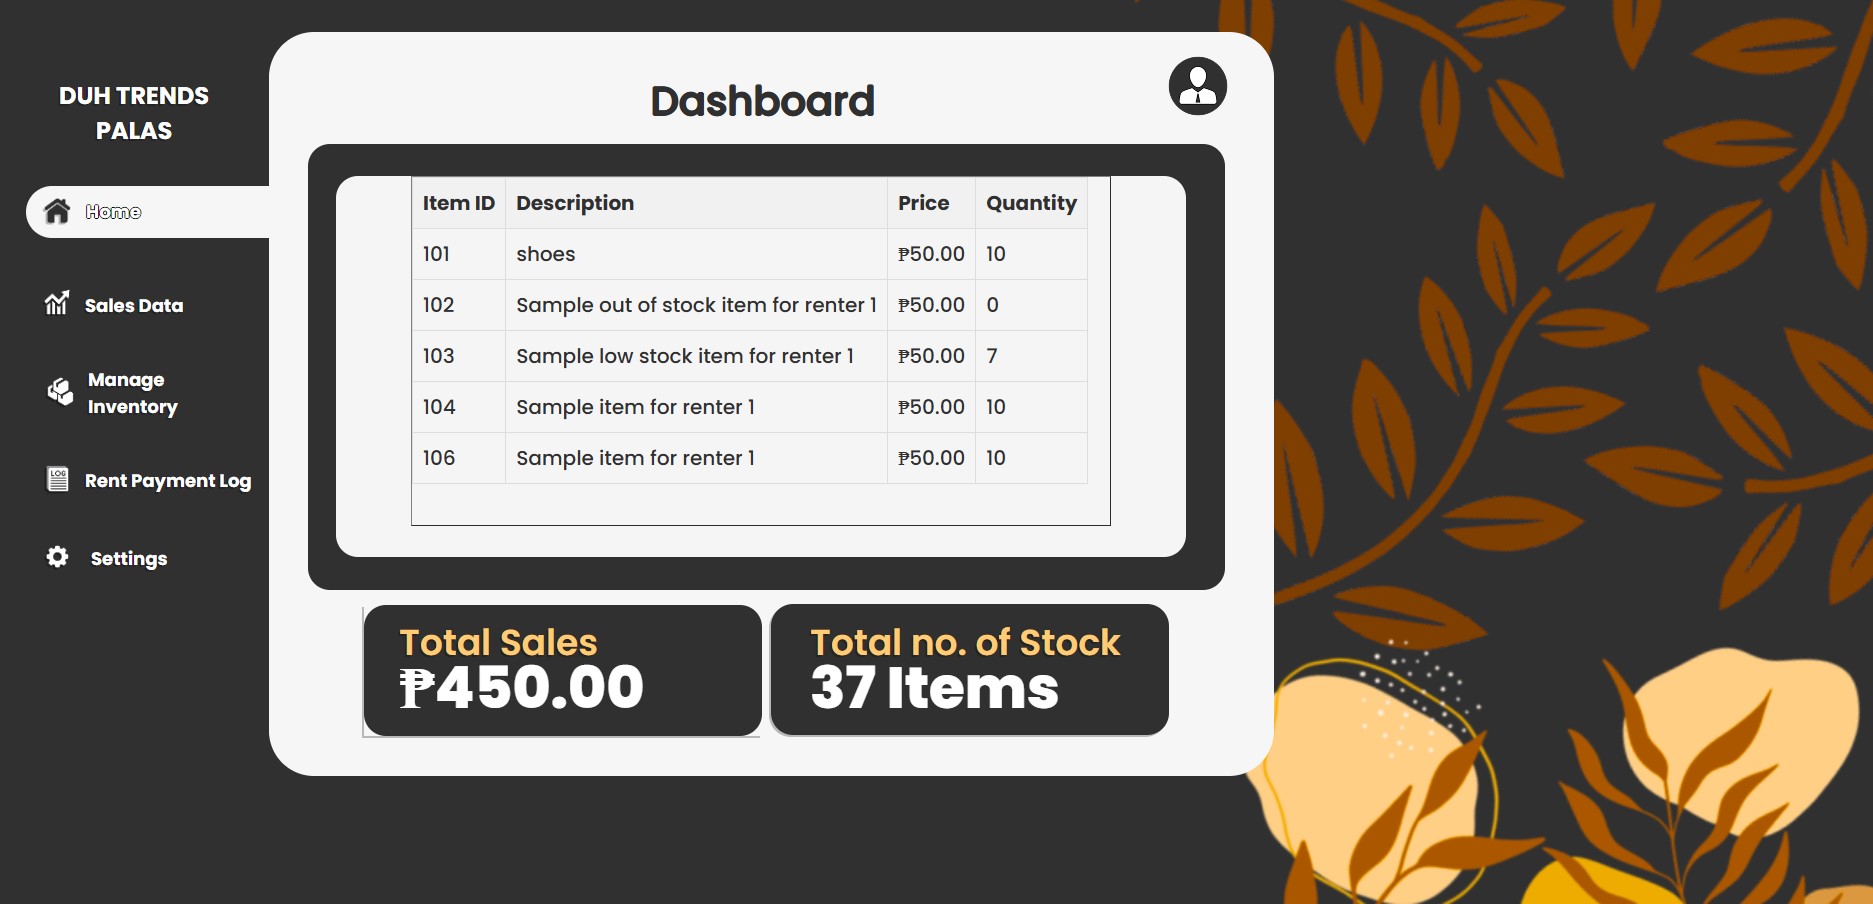 DUH TRENDS
PALAS
Home
Sales Data
Manage
Inventory
LOG
Rent Payment Log
Settings
Dashboard
Item ID Description Price Quantity
101 shoes ₱50.00 10
102 Sample out of stock item for renter 1 ₱50.00 0
103 Sample low stock item for renter 1 ₱50.00 7
104 Sample item for renter 1 ₱50.00 10
106 Sample item for renter 1 ₱50.00 10
Total Sales
₱450.00
Total no. of Stock
37 Items